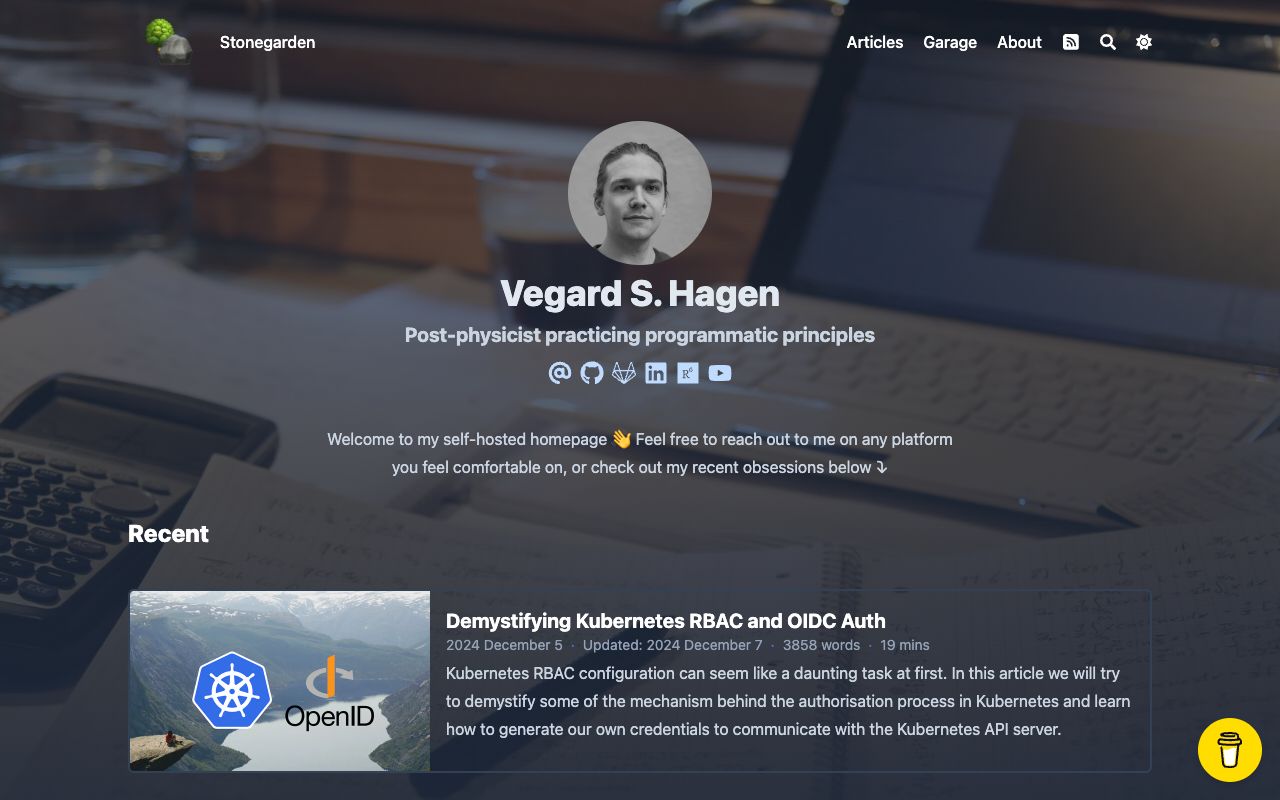 Stonegarden
Articles Garage About
Vegard S. Hagen
Post-physicist practicing programmatic principles
Welcome to my self-hosted homepage 👋 Feel free to reach out to me on any platform
you feel comfortable on, or check out my recent obsessions below ⤵
Recent
OpenID
Demystifying Kubernetes RBAC and OIDC Auth
2024 December 5 · Updated: 2024 December 7 · 3858 words · 19 mins
Kubernetes RBAC configuration can seem like a daunting task at first. In this article we will try
to demystify some of the mechanism behind the authorisation process in Kubernetes and learn
how to generate our own credentials to communicate with the Kubernetes API server.